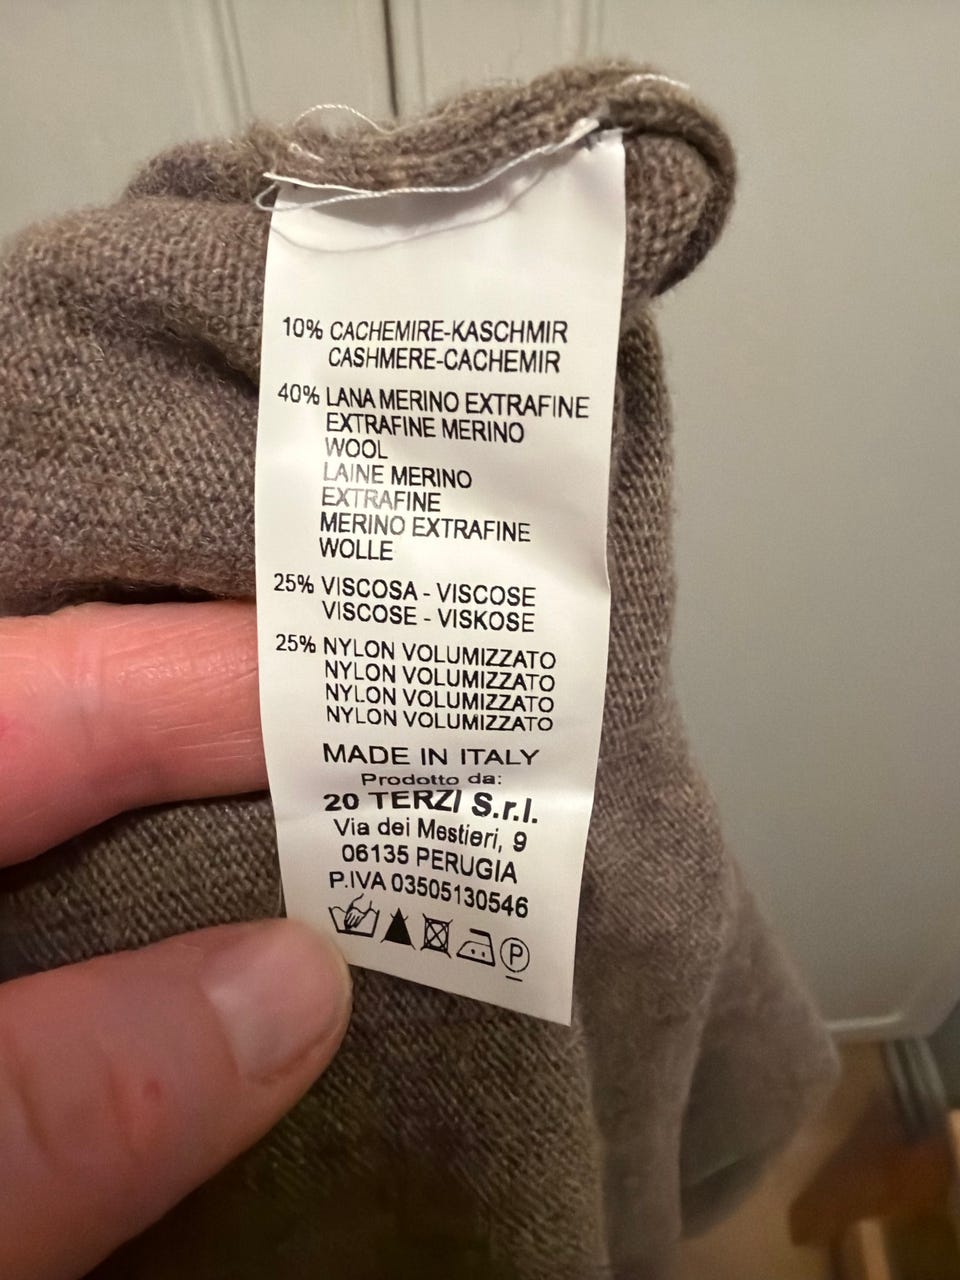 10% CACHEMIRE-KASCHMIR
CASHMERE-CACHEMIR
40% LANA MERINO EXTRAFINE
EXTRAFINE MERINO
WOOL
LAINE MERINO
EXTRAFINE
MERINO EXTRAFINE
WOLLE
25% VISCOSA - VISCOSE
VISCOSE - VISKOSE
25% NYLON VOLUMIZZATO
NYLON VOLUMIZZATO
NYLON VOLUMIZZATO
NYLON VOLUMIZZATO
MADE IN ITALY
Prodotto da:
20 TERZI S.r.l.
Via dei Mestieri, 9
06135 PERUGIA
P.IVA 03505130546
P